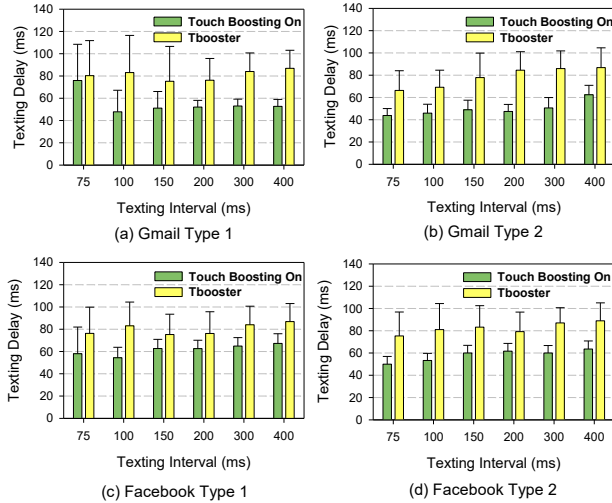 140
120
100
80
60
40
20
0
Texting Delay (ms)
Touch Boosting On
Tbooster
75 100 150 200 300 400
Texting Interval (ms)
(a) Gmail Type 1
140
120
100
80
60
40
20
0
Texting Delay (ms)
Touch Boosting On
Tbooster
75 100 150 200 300 400
Texting Interval (ms)
(b) Gmail Type 2
140
120
100
80
60
40
20
0
Texting Delay (ms)
Touch Boosting On
Tbooster
75 100 150 200 300 400
Texting Interval (ms)
(c) Facebook Type 1
140
120
100
80
60
40
20
0
Texting Delay (ms)
Touch Boosting On
Tbooster
75 100 150 200 300 400
Texting Interval (ms)
(d) Facebook Type 2